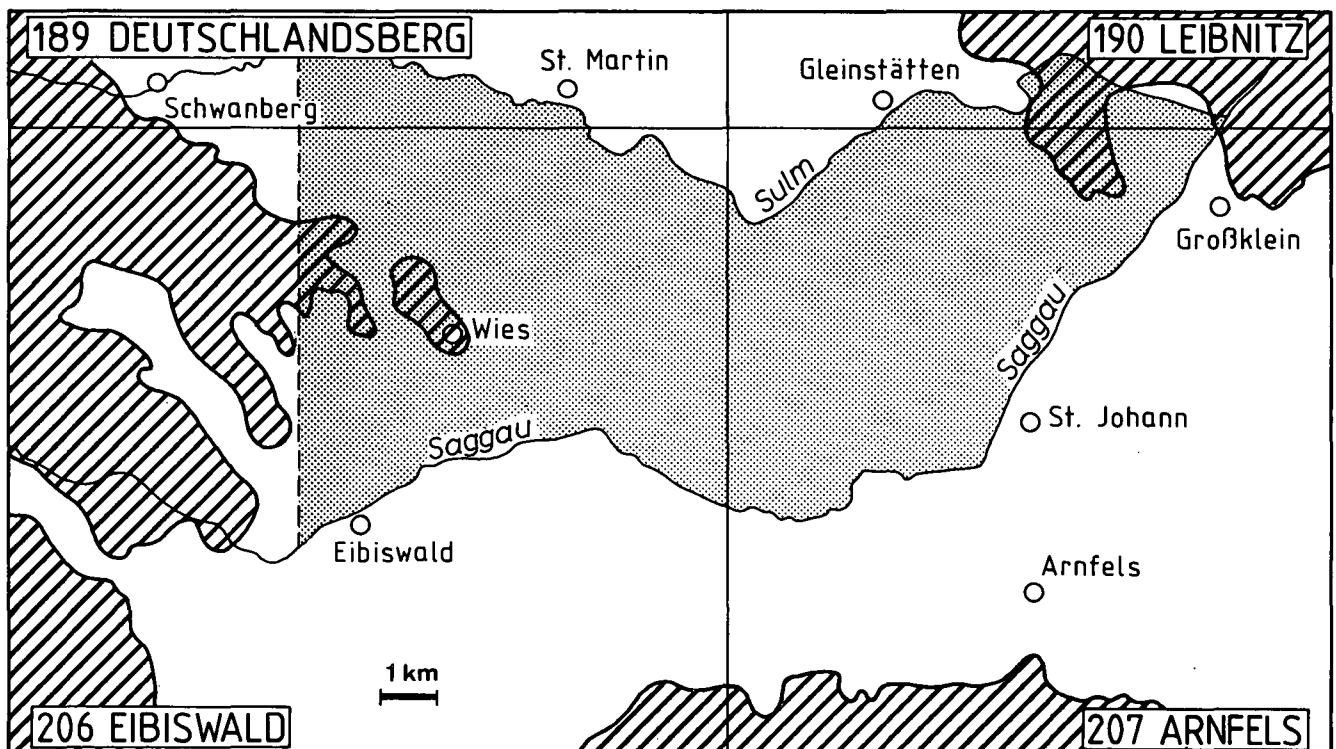 189 DEUTSCHLANDSBERG
190 LEIBNITZ
St. Martin
Gleinstätten
Schwanberg
Sulm
Großklein
Saggau
Wies
St. Johann
Saggau
Eibiswald
Arnfels
1 km
206 EIBISWALD
207 ARNFELS